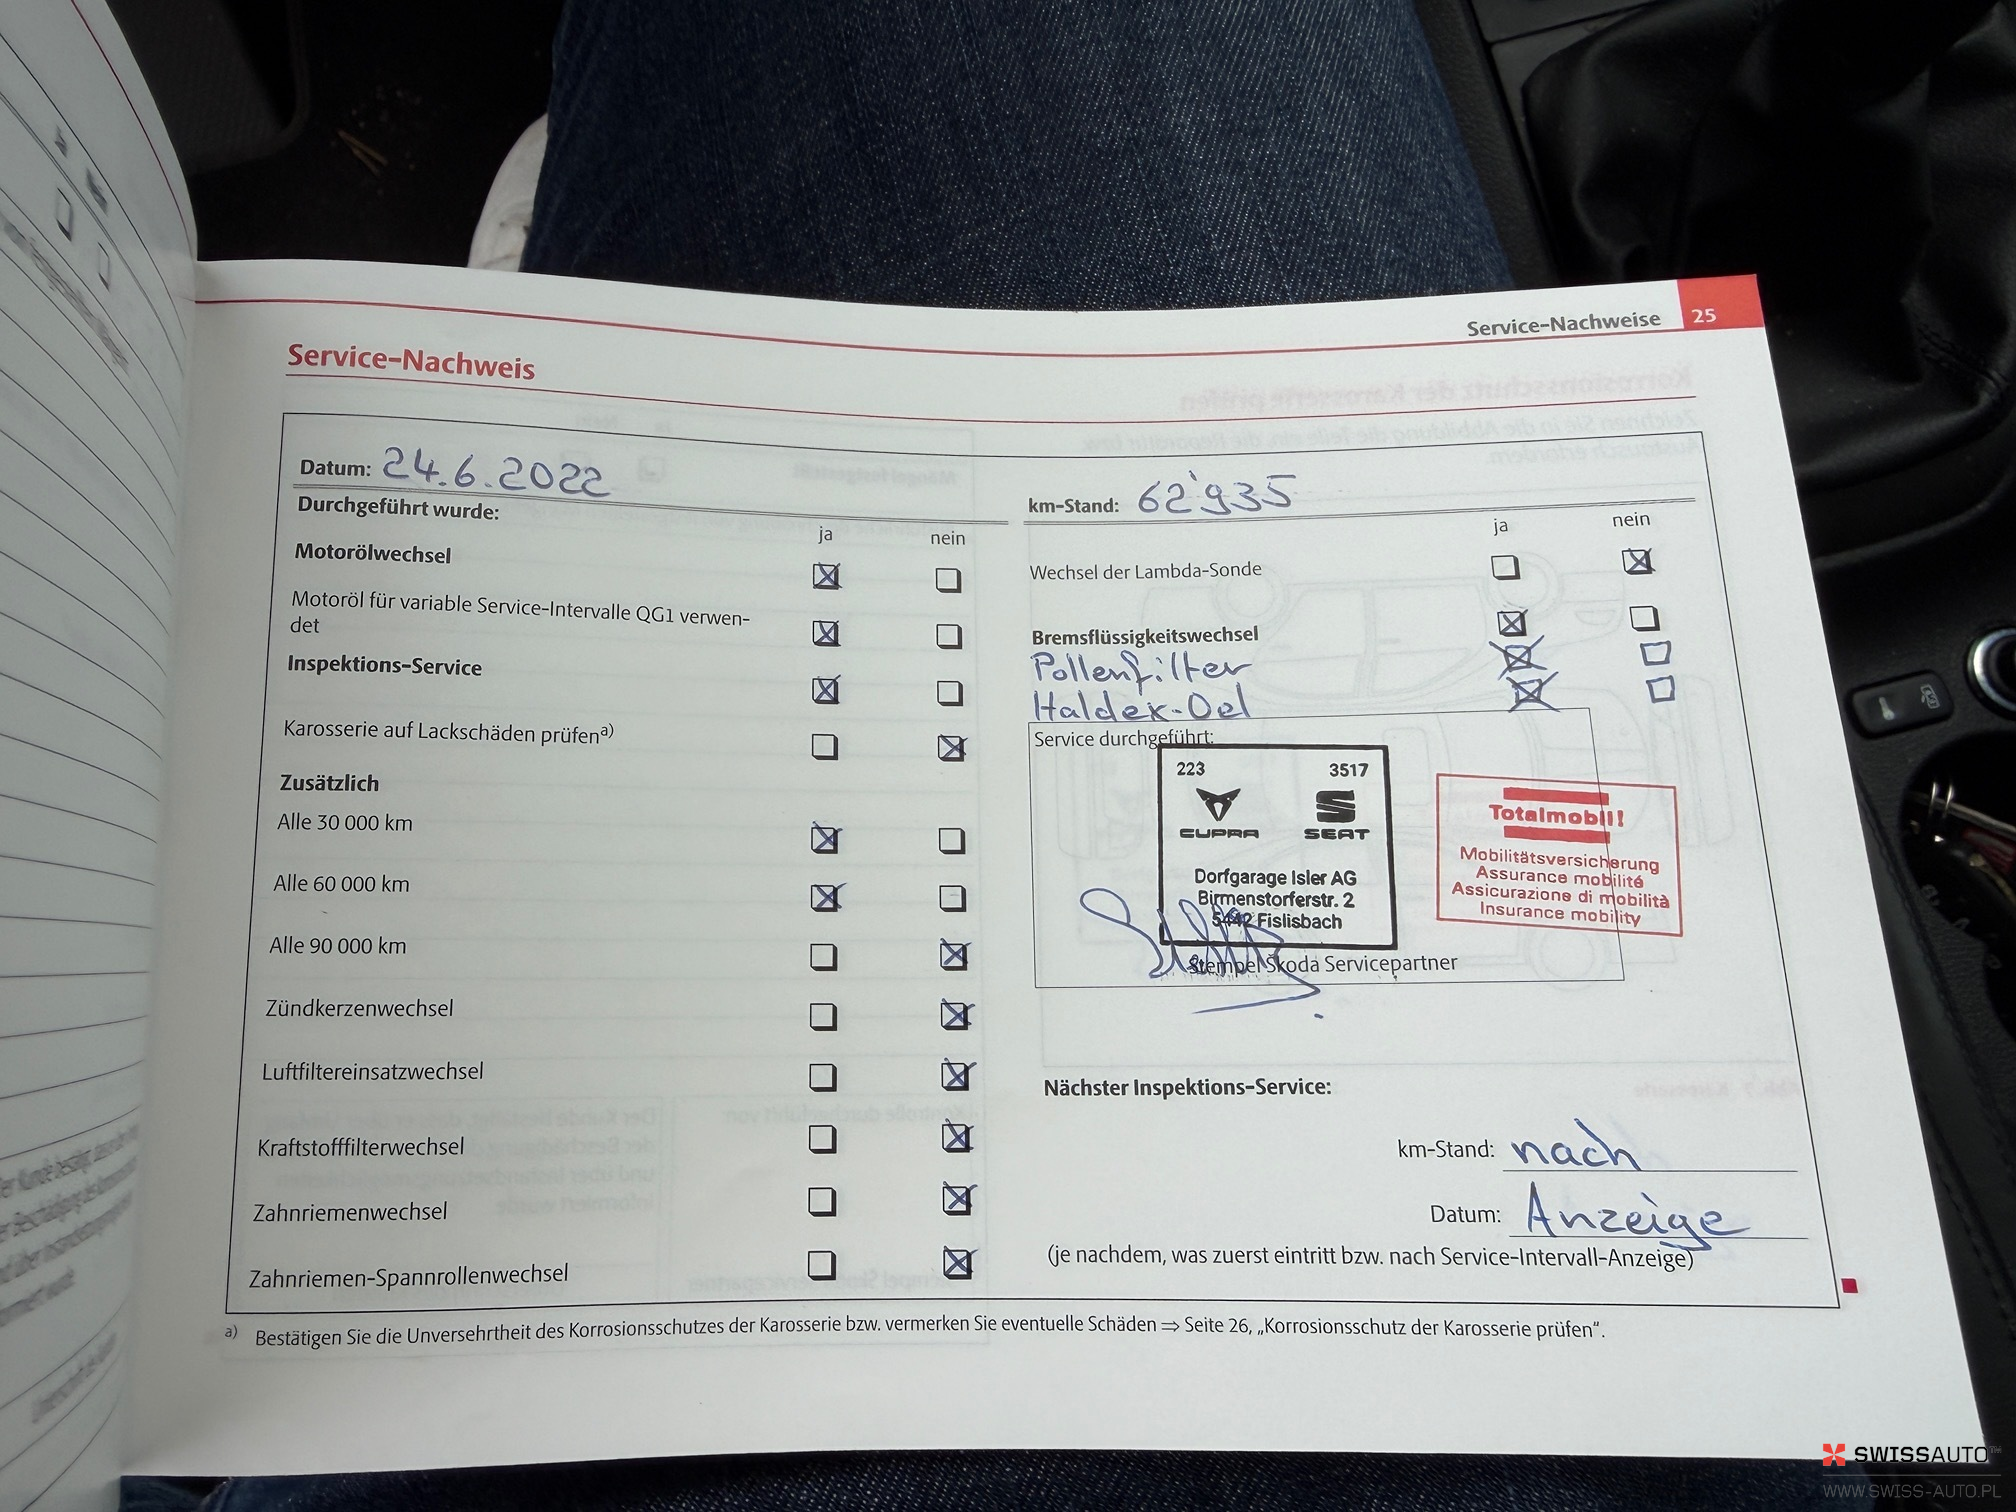 Service-Nachweise 25
Service-Nachweis
Datum: 24.6.2022
Durchgeführt wurde:
ja nein
Motorölwechsel
Motoröl für variable Service-Intervalle QG1 verwen-
det
Inspektions-Service
Karosserie auf Lackschäden prüfen a)
Zusätzlich
Alle 30 000 km
Alle 60 000 km
Alle 90 000 km
Zündkerzenwechsel
Luftfiltereinsatzwechsel
Kraftstofffilterwechsel
Zahnriemenwechsel
Zahnriemen-Spannrollenwechsel
km-Stand: 62'935
ja nein
Wechsel der Lambda-Sonde
Bremsflüssigkeitswechsel
Pollenfilter
Haldex-Oel
Service durchgeführt:
223 3517
CUPRA SEAT
Dorfgarage Isler AG
Birmenstorferstr. 2
5442 Fislisbach
Stempel Škoda Servicepartner
Totalmobil!
Mobilitätsversicherung
Assurance mobilité
Assicurazione di mobilità
Insurance mobility
Nächster Inspektions-Service:
km-Stand: nach
Datum: Anzeige
(je nachdem, was zuerst eintritt bzw. nach Service-Intervall-Anzeige)
a) Bestätigen Sie die Unversehrtheit des Korrosionsschutzes der Karosserie bzw. vermerken Sie eventuelle Schäden ⇒ Seite 26, „Korrosionsschutz der Karosserie prüfen“.
SWISSAUTO™
WWW.SWISS-AUTO.PL